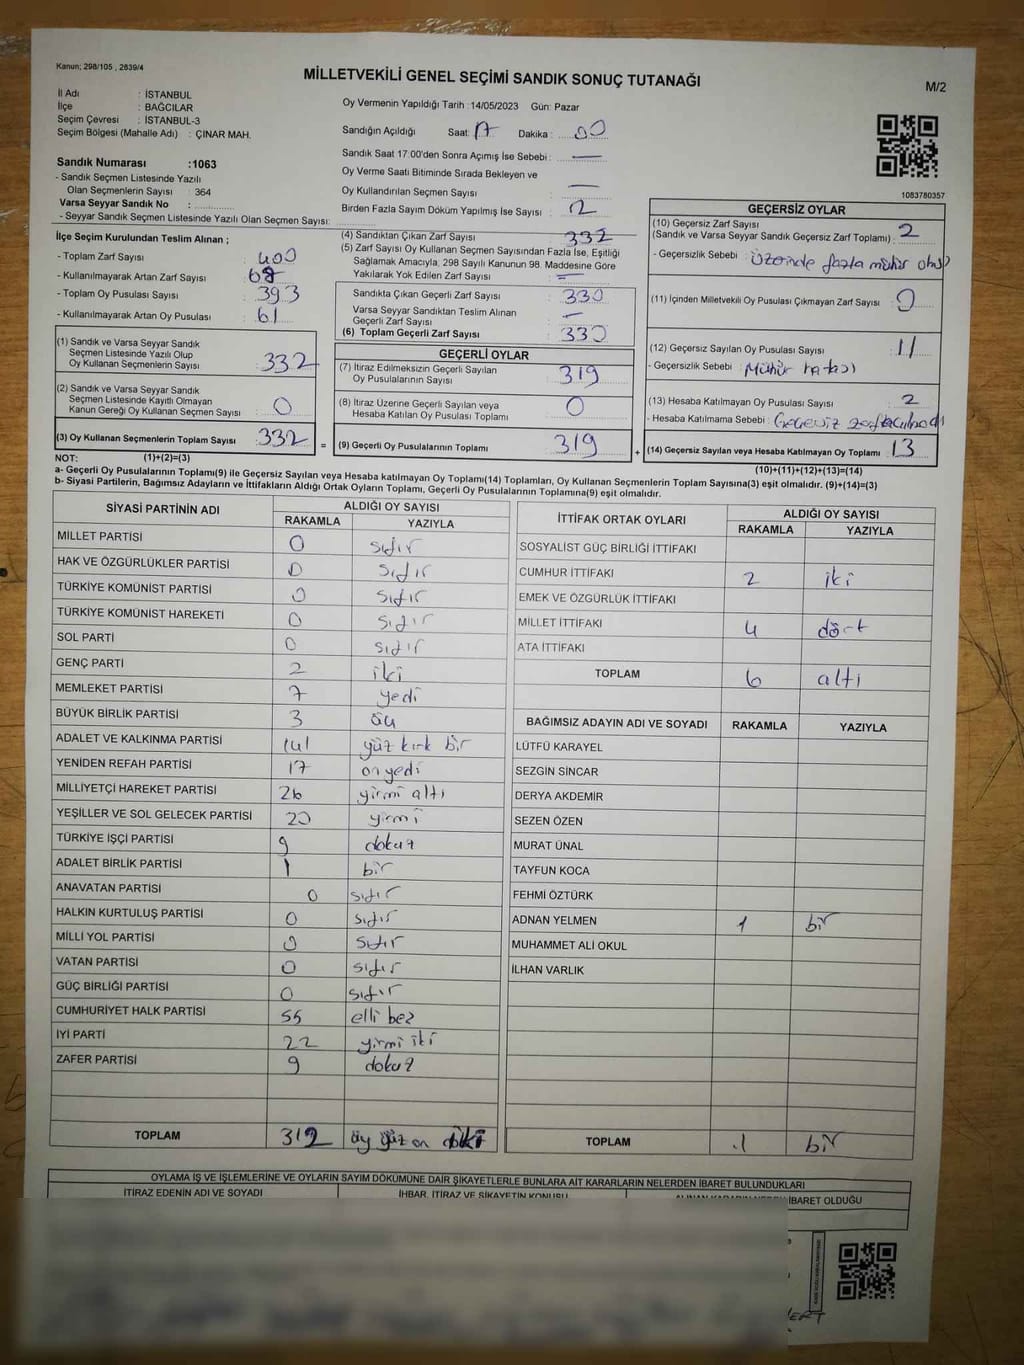 Kanun; 298/105 , 2839/4
MİLLETVEKİLİ GENEL SEÇİMİ SANDIK SONUÇ TUTANAĞI
M/2
İl Adı : İSTANBUL
İlçe : BAĞCILAR
Seçim Çevresi : İSTANBUL-3
Seçim Bölgesi (Mahalle Adı) : ÇINAR MAH.
Sandık Numarası :1063
- Sandık Seçmen Listesinde Yazılı
Olan Seçmenlerin Sayısı : 364
Varsa Seyyar Sandık No :
- Seyyar Sandık Seçmen Listesinde Yazılı Olan Seçmen Sayısı:
Oy Vermenin Yapıldığı Tarih :14/05/2023 Gün: Pazar
Sandığın Açıldığı Saat: 17 Dakika : 00
Sandık Saat 17:00'den Sonra Açımış İse Sebebi : —
Oy Verme Saati Bitiminde Sırada Bekleyen ve
Oy Kullandırılan Seçmen Sayısı —
Birden Fazla Sayım Döküm Yapılmış İse Sayısı : 2
1083780357
İlçe Seçim Kurulundan Teslim Alınan ;
- Toplam Zarf Sayısı : 400
- Kullanılmayarak Artan Zarf Sayısı : 68
- Toplam Oy Pusulası Sayısı : 393
- Kullanılmayarak Artan Oy Pusulası : 61
(1) Sandık ve Varsa Seyyar Sandık
Seçmen Listesinde Yazılı Olup
Oy Kullanan Seçmenlerin Sayısı : 332
(2) Sandık ve Varsa Seyyar Sandık
Seçmen Listesinde Kayıtlı Olmayan
Kanun Gereği Oy Kullanan Seçmen Sayısı : 0
(3) Oy Kullanan Seçmenlerin Toplam Sayısı : 332 =
(4) Sandıktan Çıkan Zarf Sayısı : 332
(5) Zarf Sayısı Oy Kullanan Seçmen Sayısından Fazla İse, Eşitliği
Sağlamak Amacıyla, 298 Sayılı Kanunun 98. Maddesine Göre
Yakılarak Yok Edilen Zarf Sayısı : —
Sandıkta Çıkan Geçerli Zarf Sayısı : 330
Varsa Seyyar Sandıktan Teslim Alınan
Geçerli Zarf Sayısı : —
(6) Toplam Geçerli Zarf Sayısı : 330
GEÇERLİ OYLAR
(7) İtiraz Edilmeksizin Geçerli Sayılan
Oy Pusulalarının Sayısı : 319
(8) İtiraz Üzerine Geçerli Sayılan veya
Hesaba Katılan Oy Pusulası Toplamı : 0
(9) Geçerli Oy Pusulalarının Toplamı : 319 +
GEÇERSİZ OYLAR
(10) Geçersiz Zarf Sayısı
(Sandık ve Varsa Seyyar Sandık Geçersiz Zarf Toplamı) : 2
- Geçersizlik Sebebi : Üzerinde fazla mühür
(11) İçinden Milletvekili Oy Pusulası Çıkmayan Zarf Sayısı : 0
(12) Geçersiz Sayılan Oy Pusulası Sayısı : 11
- Geçersizlik Sebebi : Mühür hatası
(13) Hesaba Katılmayan Oy Pusulası Sayısı : 2
- Hesaba Katılmama Sebebi : Geçersiz
(14) Geçersiz Sayılan veya Hesaba Katılmayan Oy Toplamı : 13
NOT: (1)+(2)=(3)
(10)+(11)+(12)+(13)=(14)
a- Geçerli Oy Pusulalarının Toplamı(9) ile Geçersiz Sayılan veya Hesaba katılmayan Oy Toplamı(14) Toplamları, Oy Kullanan Seçmenlerin Toplam Sayısına(3) eşit olmalıdır. (9)+(14)=(3)
b- Siyasi Partilerin, Bağımsız Adayların ve İttifakların Aldığı Ortak Oyların Toplamı, Geçerli Oy Pusulalarının Toplamına(9) eşit olmalıdır.
SİYASİ PARTİNİN ADI ALDIĞI OY SAYISI
RAKAMLA YAZIYLA
MİLLET PARTİSİ 0 sıfır
HAK VE ÖZGÜRLÜKLER PARTİSİ 0 sıfır
TÜRKİYE KOMÜNİST PARTİSİ 0 sıfır
TÜRKİYE KOMÜNİST HAREKETİ 0 sıfır
SOL PARTİ 0 sıfır
GENÇ PARTİ 2 iki
MEMLEKET PARTİSİ 7 yedi
BÜYÜK BİRLİK PARTİSİ 3 üç
ADALET VE KALKINMA PARTİSİ 141 yüz kırk bir
YENİDEN REFAH PARTİSİ 17 onyedi
MİLLİYETÇİ HAREKET PARTİSİ 26 yirmi altı
YEŞİLLER VE SOL GELECEK PARTİSİ 20 yirmi
TÜRKİYE İŞÇİ PARTİSİ 9 dokuz
ADALET BİRLİK PARTİSİ 1 bir
ANAVATAN PARTİSİ 0 sıfır
HALKIN KURTULUŞ PARTİSİ 0 sıfır
MİLLİ YOL PARTİSİ 0 sıfır
VATAN PARTİSİ 0 sıfır
GÜÇ BİRLİĞİ PARTİSİ 0 sıfır
CUMHURİYET HALK PARTİSİ 55 elli beş
İYİ PARTİ 22 yirmi iki
ZAFER PARTİSİ 9 dokuz
TOPLAM 312 üç yüz on iki
İTTİFAK ORTAK OYLARI ALDIĞI OY SAYISI
RAKAMLA YAZIYLA
SOSYALİST GÜÇ BİRLİĞİ İTTİFAKI
CUMHUR İTTİFAKI 2 iki
EMEK VE ÖZGÜRLÜK İTTİFAKI
MİLLET İTTİFAKI 4 dört
ATA İTTİFAKI
TOPLAM 6 altı
BAĞIMSIZ ADAYIN ADI VE SOYADI RAKAMLA YAZIYLA
LÜTFÜ KARAYEL
SEZGİN SİNCAR
DERYA AKDEMİR
SEZEN ÖZEN
MURAT ÜNAL
TAYFUN KOCA
FEHMİ ÖZTÜRK
ADNAN YELMEN 1 bir
MUHAMMET ALİ OKUL
İLHAN VARLIK
TOPLAM 1 bir
OYLAMA İŞ VE İŞLEMLERİNE VE OYLARIN SAYIM DÖKÜMÜNE DAİR ŞİKAYETLERLE BUNLARA AİT KARARLARIN NELERDEN İBARET BULUNDUKLARI
İTİRAZ EDENİN ADI VE SOYADI İHBAR, İTİRAZ VE ŞİKAYETİN KONUSU ALINAN KARARIN NEDEN İBARET OLDUĞU